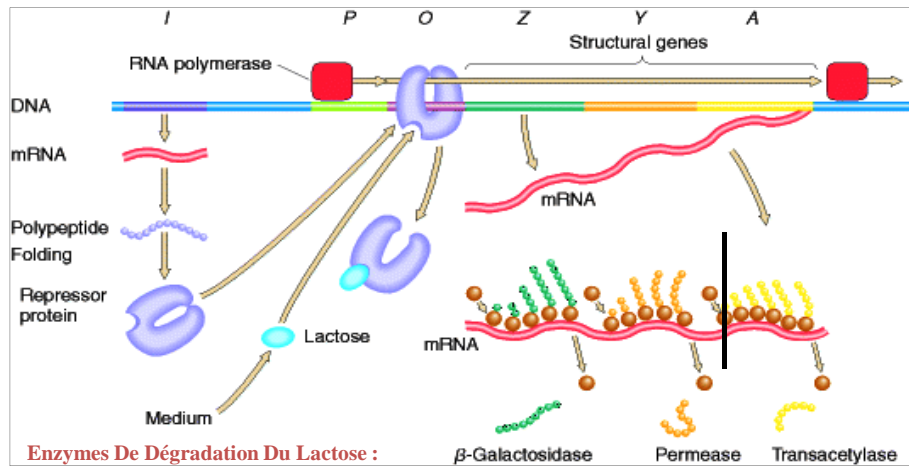 I P O Z Y A
Structural genes
RNA polymerase
DNA
mRNA
mRNA
Polypeptide
Folding
Repressor
protein
Lactose
mRNA
Medium
Enzymes De Dégradation Du Lactose :
β-Galactosidase Permease Transacetylase